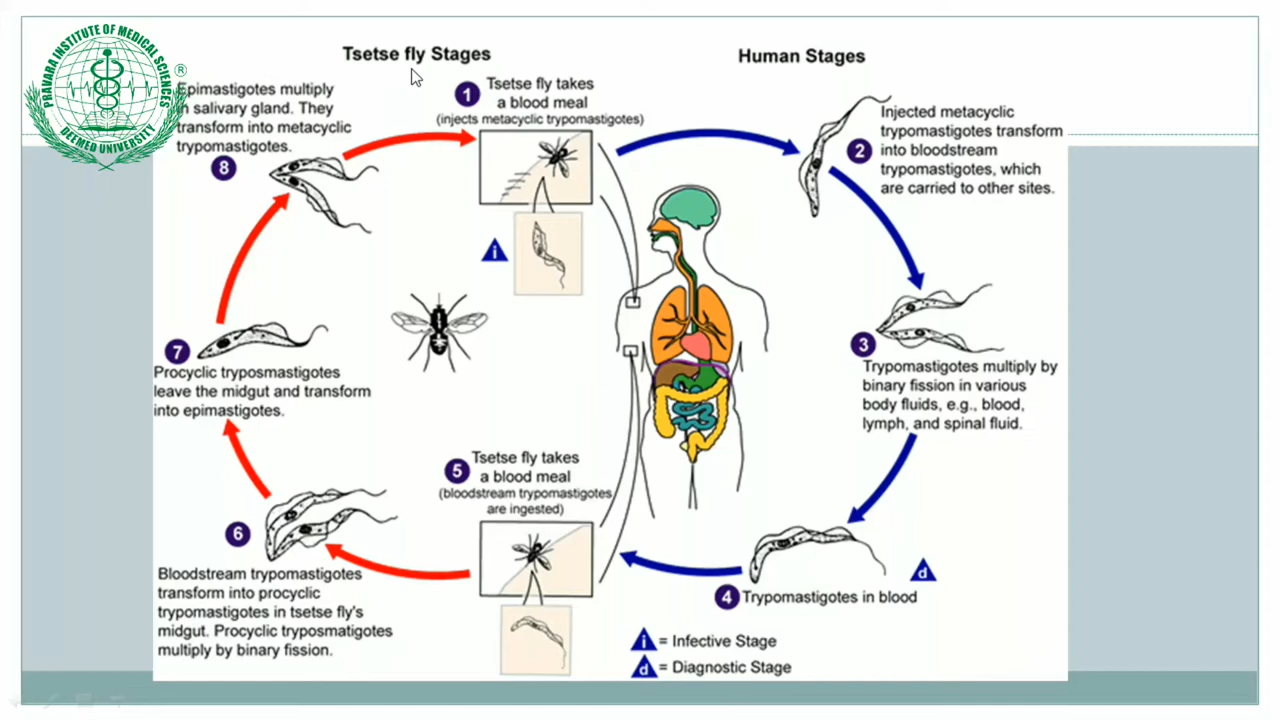 PRAVARA INSTITUTE OF MEDICAL SCIENCES
DEEMED UNIVERSITY
®
Tsetse fly Stages
Human Stages
1
Tsetse fly takes
a blood meal
(injects metacyclic trypomastigotes)
i
2
Injected metacyclic
trypomastigotes transform
into bloodstream
trypomastigotes, which
are carried to other sites.
3
Trypomastigotes multiply by
binary fission in various
body fluids, e.g., blood,
lymph, and spinal fluid.
4
Trypomastigotes in blood
d
5
Tsetse fly takes
a blood meal
(bloodstream trypomastigotes
are ingested)
6
Bloodstream trypomastigotes
transform into procyclic
trypomastigotes in tsetse fly's
midgut. Procyclic tryposmatigotes
multiply by binary fission.
7
Procyclic tryposmastigotes
leave the midgut and transform
into epimastigotes.
Epimastigotes multiply
in salivary gland. They
transform into metacyclic
trypomastigotes.
8
i = Infective Stage
d = Diagnostic Stage